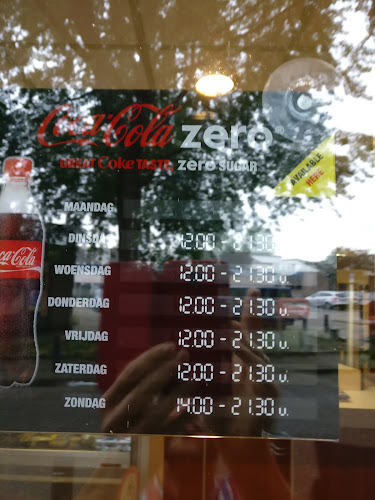 Coca-Cola zero
GREAT Coke TASTE, zero SUGAR
AVAILABLE HERE
MAANDAG
DINSDAG 12.00 - 21.30
WOENSDAG 12.00 - 21.30 u.
DONDERDAG 12.00 - 21.30 u.
VRIJDAG 12.00 - 21.30 u.
ZATERDAG 12.00 - 21.30 u.
ZONDAG 14.00 - 21.30 u.
Coca-Cola